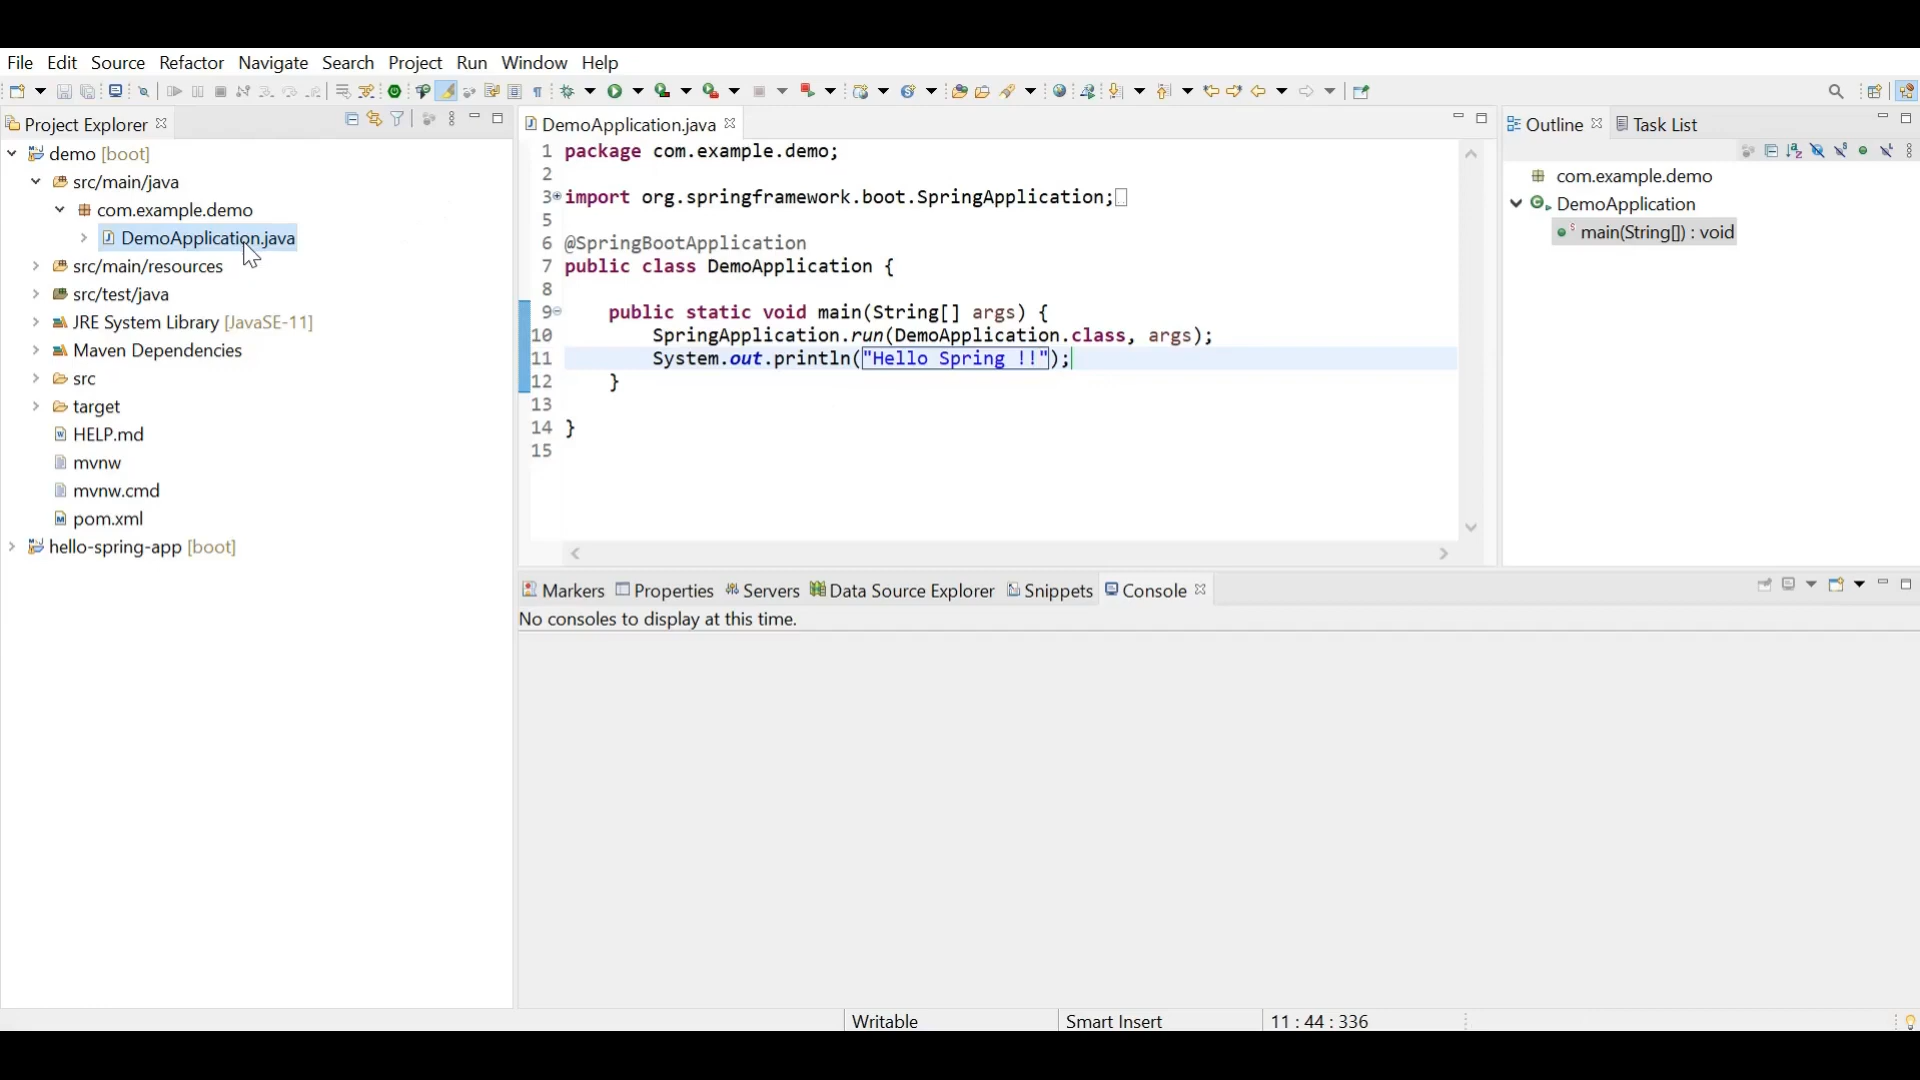 File Edit Source Refactor Navigate Search Project Run Window Help
Project Explorer
demo [boot]
src/main/java
com.example.demo
DemoApplication.java
src/main/resources
src/test/java
JRE System Library [JavaSE-11]
Maven Dependencies
src
target
HELP.md
mvnw
mvnw.cmd
pom.xml
hello-spring-app [boot]
DemoApplication.java
1 package com.example.demo;
2
3 import org.springframework.boot.SpringApplication;
5
6 @SpringBootApplication
7 public class DemoApplication {
8
9 public static void main(String[] args) {
10 SpringApplication.run(DemoApplication.class, args);
11 System.out.println("Hello Spring !!");
12 }
13
14 }
15
Outline Task List
com.example.demo
DemoApplication
main(String[]) : void
Markers Properties Servers Data Source Explorer Snippets Console
No consoles to display at this time.
Writable Smart Insert 11 : 44 : 336